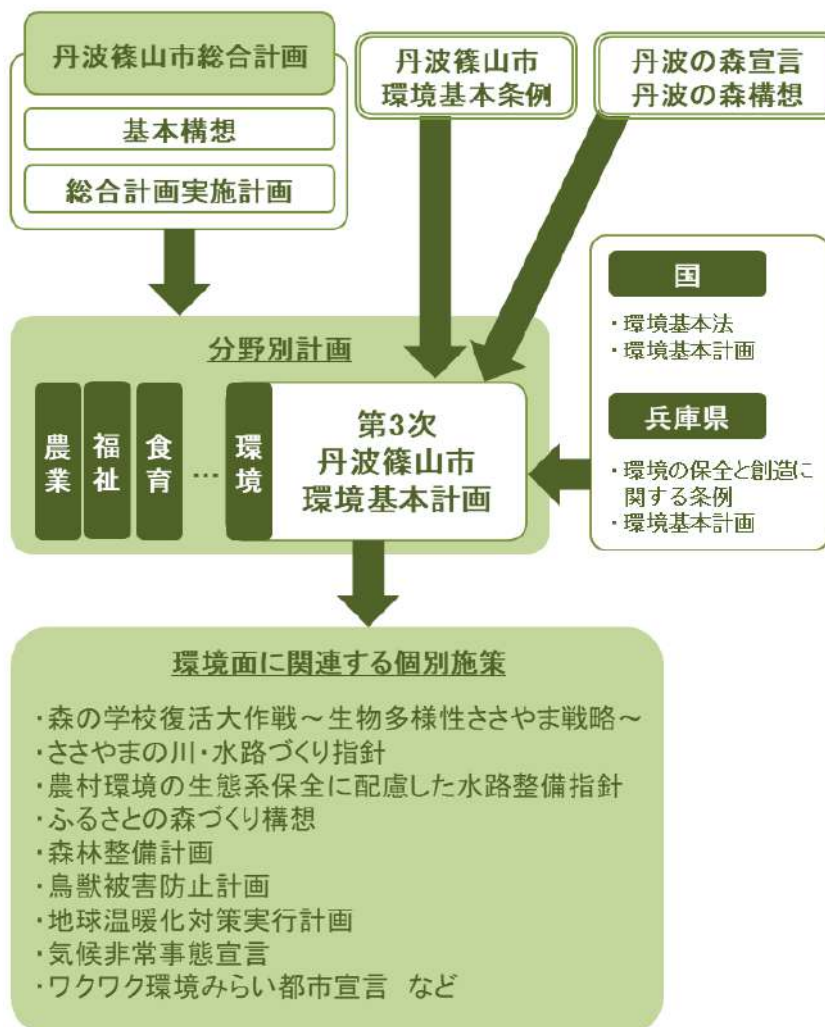 丹波篠山市総合計画
基本構想
総合計画実施計画
丹波篠山市
環境基本条例
丹波の森宣言
丹波の森構想
国
・環境基本法
・環境基本計画
兵庫県
・環境の保全と創造に
関する条例
・環境基本計画
分野別計画
農業
福祉
食育
…
環境
第3次
丹波篠山市
環境基本計画
環境面に関連する個別施策
・森の学校復活大作戦～生物多様性ささやま戦略～
・ささやまの川・水路づくり指針
・農村環境の生態系保全に配慮した水路整備指針
・ふるさとの森づくり構想
・森林整備計画
・鳥獣被害防止計画
・地球温暖化対策実行計画
・気候非常事態宣言
・ワクワク環境みらい都市宣言 など